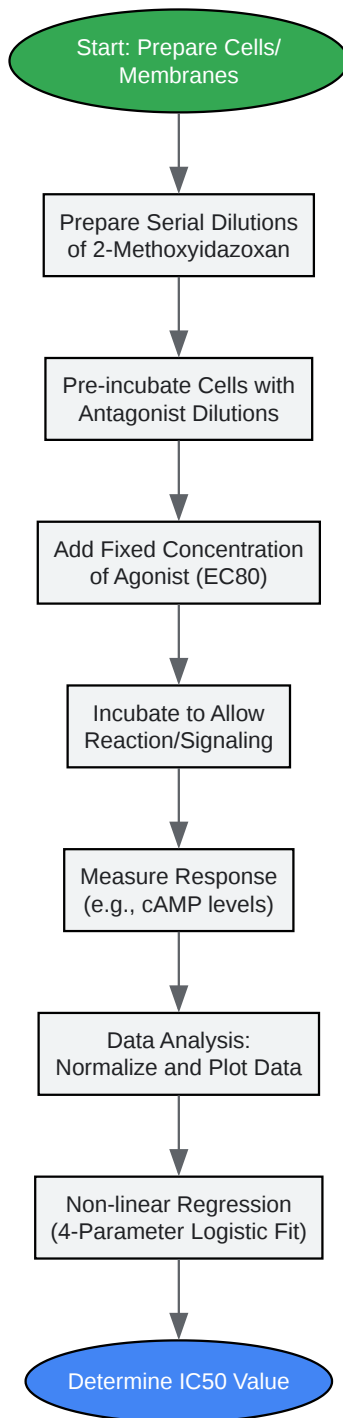 Start: Prepare Cells/
Membranes
Prepare Serial Dilutions
of 2-Methoxyidazoxan
Pre-incubate Cells with
Antagonist Dilutions
Add Fixed Concentration
of Agonist (EC80)
Incubate to Allow
Reaction/Signaling
Measure Response
(e.g., cAMP levels)
Data Analysis:
Normalize and Plot Data
Non-linear Regression
(4-Parameter Logistic Fit)
Determine IC50 Value